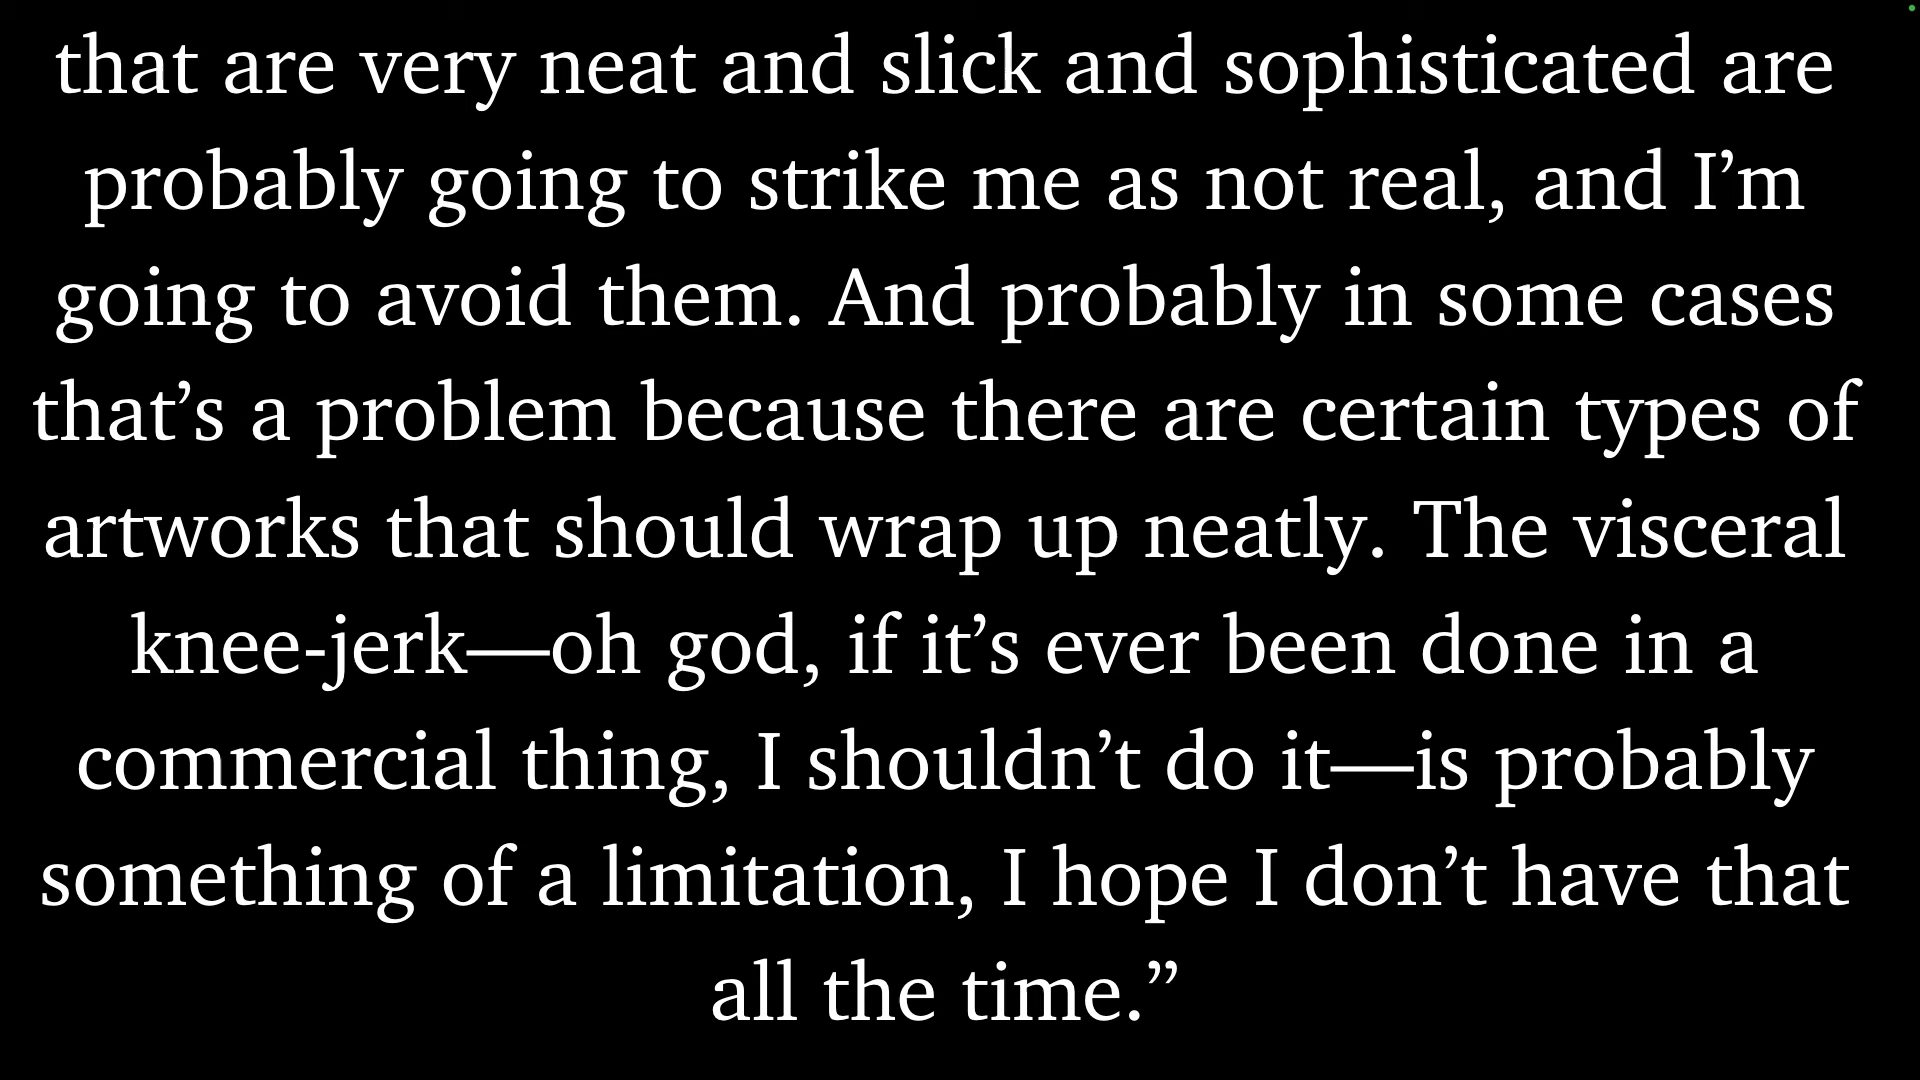 that are very neat and slick and sophisticated are
probably going to strike me as not real, and I’m
going to avoid them. And probably in some cases
that’s a problem because there are certain types of
artworks that should wrap up neatly. The visceral
knee-jerk—oh god, if it’s ever been done in a
commercial thing, I shouldn’t do it—is probably
something of a limitation, I hope I don’t have that
all the time.”